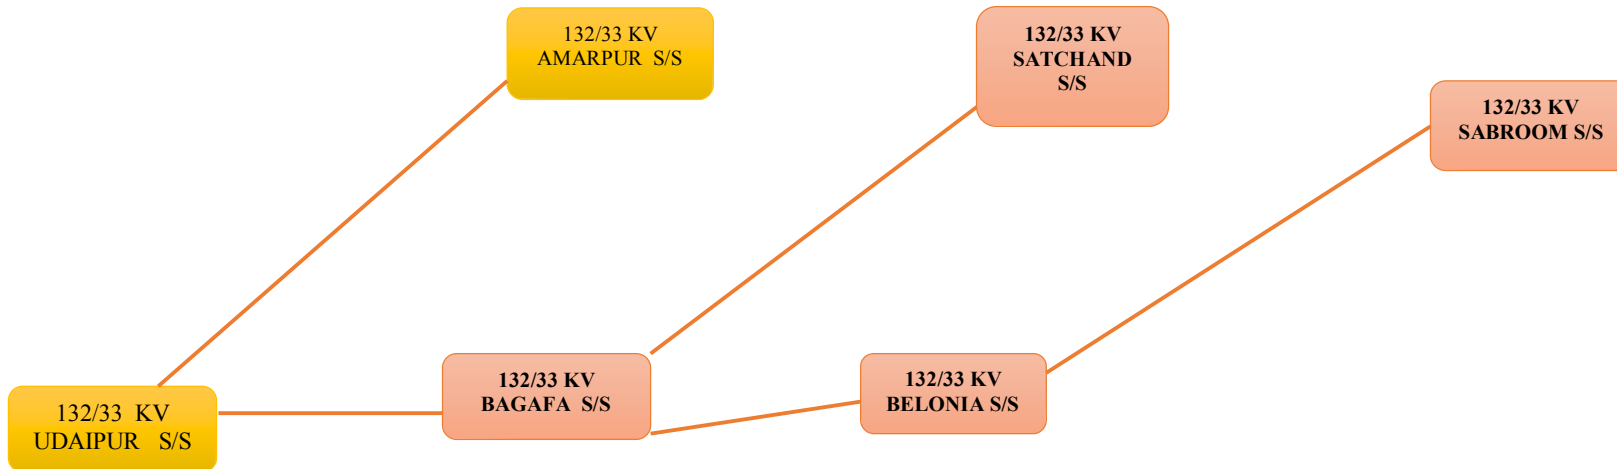 132/33 KV
AMARPUR S/S
132/33 KV
SATCHAND
S/S
132/33 KV
SABROOM S/S
132/33 KV
UDAIPUR S/S
132/33 KV
BAGAFA S/S
132/33 KV
BELONIA S/S